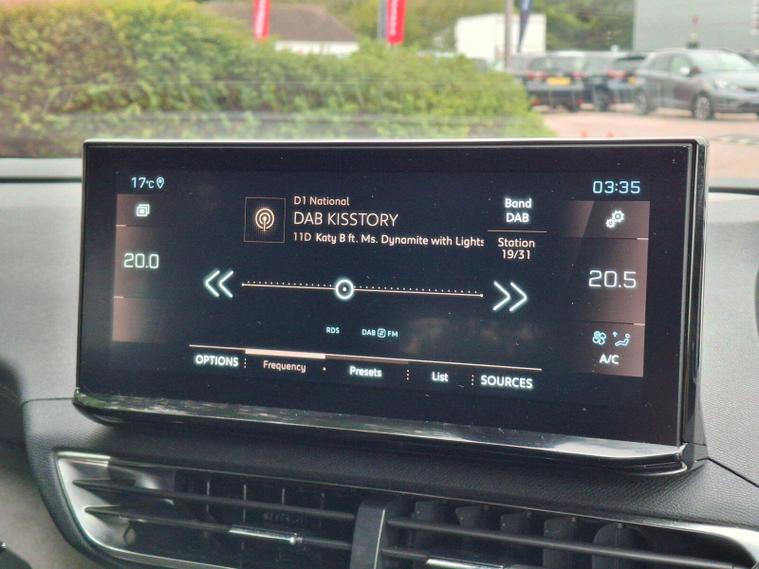 17°C
03:35
D1 National
DAB KISSTORY
11D Katy B ft. Ms. Dynamite with Lights
Band
DAB
Station
19/31
20.0
20.5
RDS
DAB FM
A/C
OPTIONS
Frequency
Presets
List
SOURCES